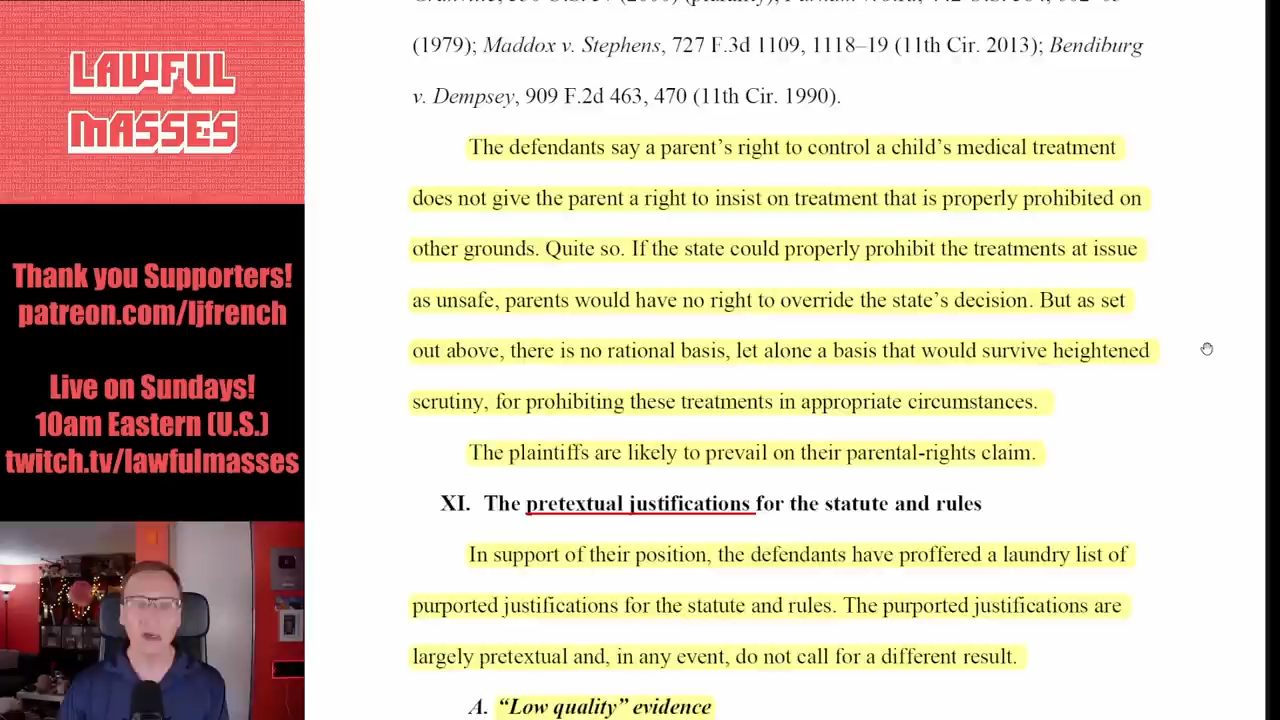 LAWFUL
MASSES
Thank you Supporters!
patreon.com/ljfrench
Live on Sundays!
10am Eastern (U.S.)
twitch.tv/lawfulmasses
(1979); Maddox v. Stephens, 727 F.3d 1109, 1118–19 (11th Cir. 2013); Bendiburg
v. Dempsey, 909 F.2d 463, 470 (11th Cir. 1990).
The defendants say a parent’s right to control a child’s medical treatment
does not give the parent a right to insist on treatment that is properly prohibited on
other grounds. Quite so. If the state could properly prohibit the treatments at issue
as unsafe, parents would have no right to override the state’s decision. But as set
out above, there is no rational basis, let alone a basis that would survive heightened
scrutiny, for prohibiting these treatments in appropriate circumstances.
The plaintiffs are likely to prevail on their parental-rights claim.
XI. The pretextual justifications for the statute and rules
In support of their position, the defendants have proffered a laundry list of
purported justifications for the statute and rules. The purported justifications are
largely pretextual and, in any event, do not call for a different result.
A. “Low quality” evidence